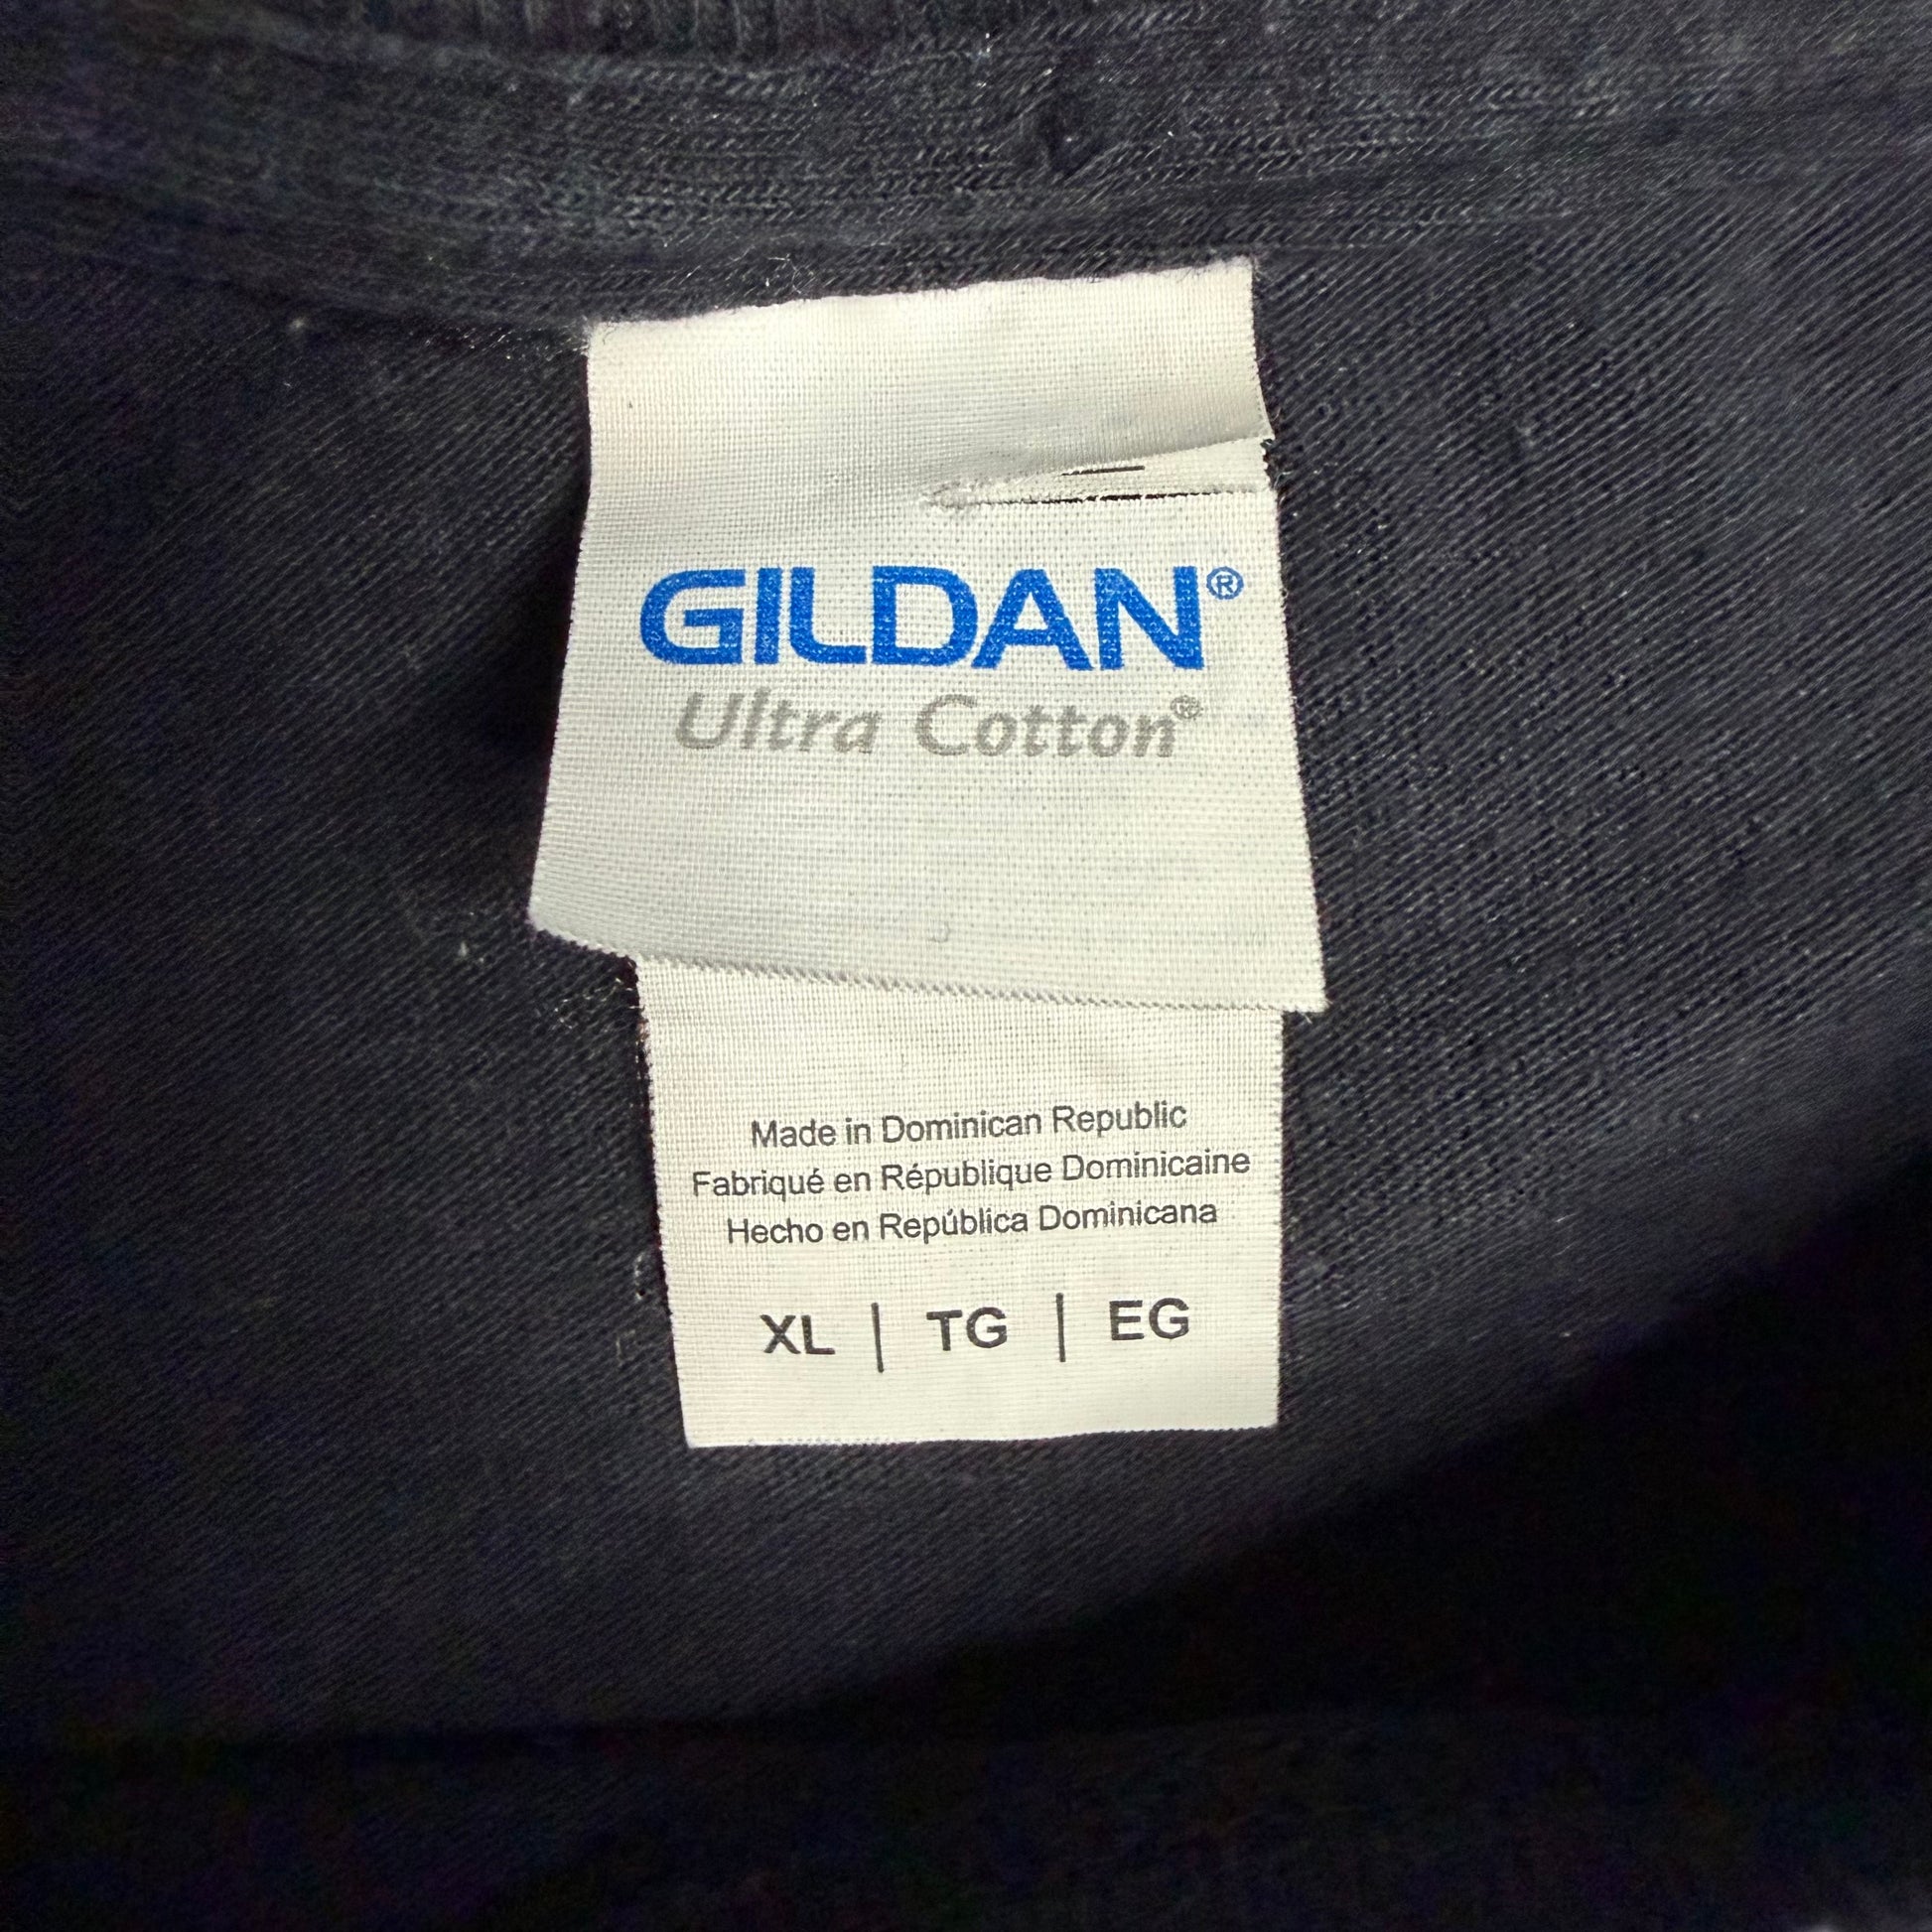 GILDAN®
Ultra Cotton®
Made in Dominican Republic
Fabriqué en République Dominicaine
Hecho en República Dominicana
XL | TG | EG